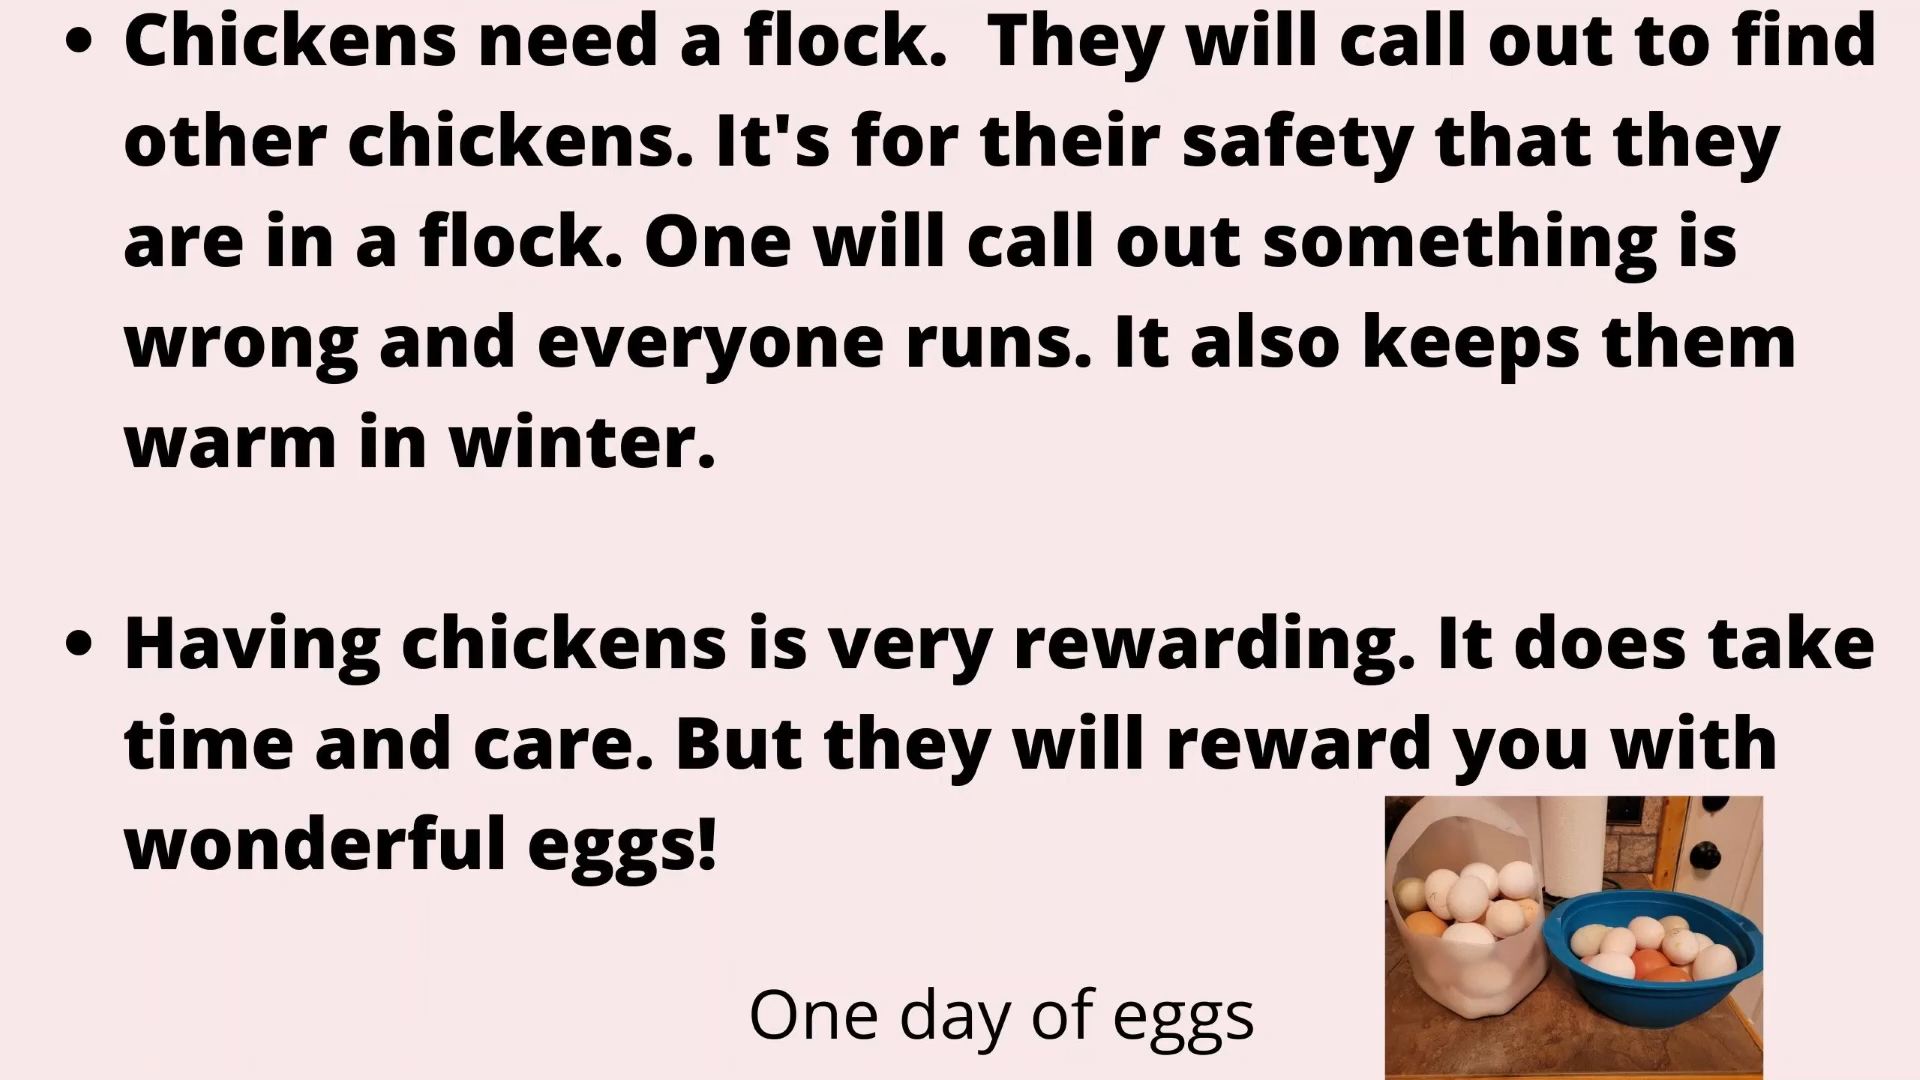 • Chickens need a flock.  They will call out to find
other chickens. It's for their safety that they
are in a flock. One will call out something is
wrong and everyone runs. It also keeps them
warm in winter.
• Having chickens is very rewarding. It does take
time and care. But they will reward you with
wonderful eggs!
One day of eggs